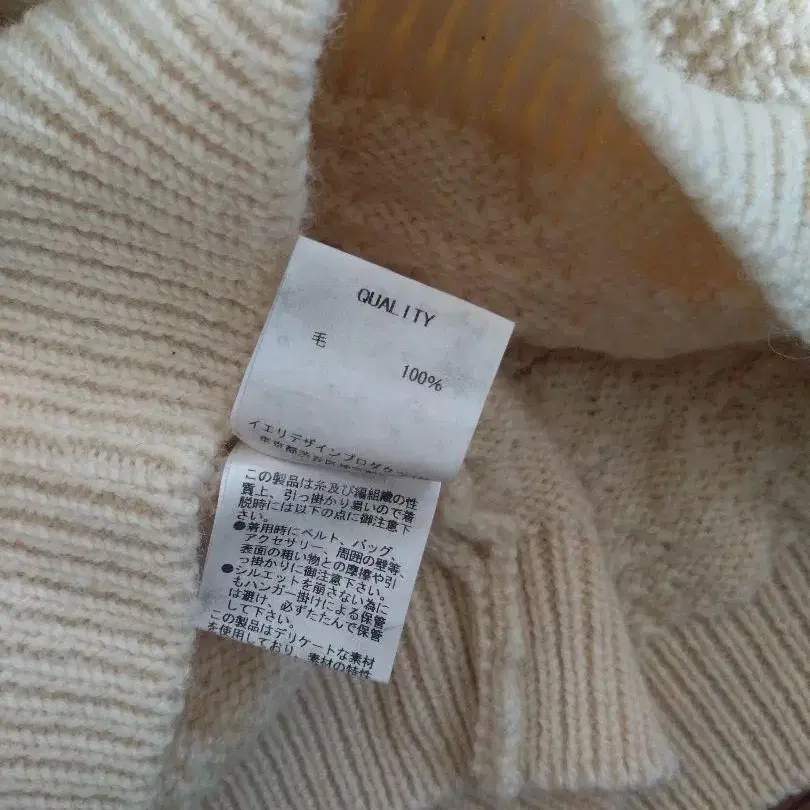 QUALITY
毛
100%
イエリデザインプロダクツ
東京都渋谷区
この製品は糸及び編組織の性
質上、引っ掛かり易いので着
脱時には以下の点に御注意下
さい。
●着用時にベルト、バッグ、
アクセサリー、周囲の壁等、
表面の粗い物との摩擦や引
っ掛かりに御注意下さい。
●シルエットを崩さない為に
もハンガー掛けによる保管
は避け、必ずたたんで保管
して下さい。
この製品はデリケートな素材
を使用しており、素材の特性